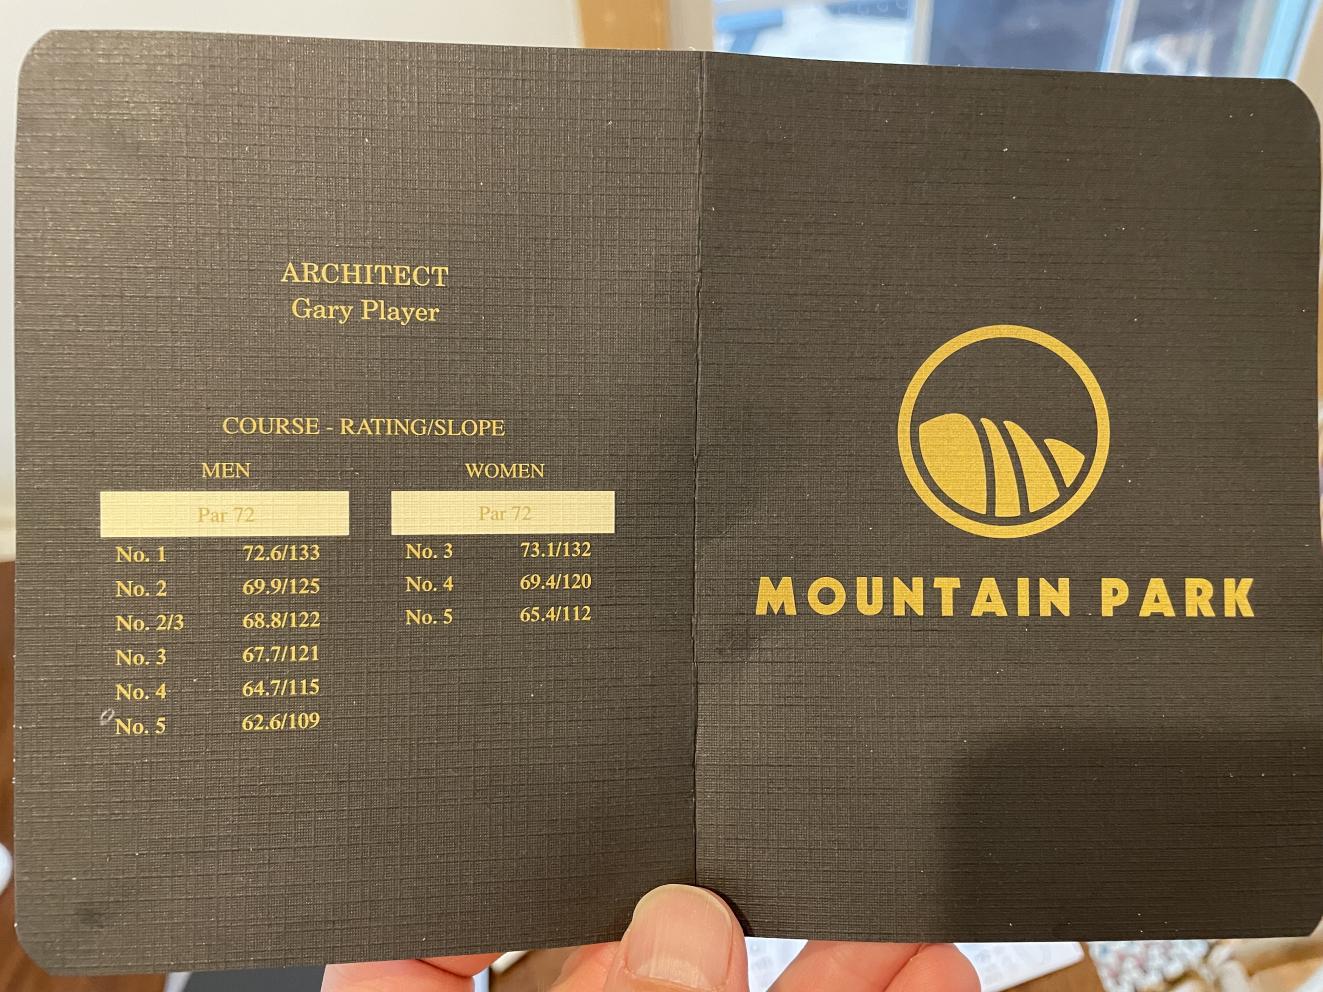 ARCHITECT
Gary Player
COURSE - RATING/SLOPE
MEN
Par 72
No. 1 72.6/133
No. 2 69.9/125
No. 2/3 68.8/122
No. 3 67.7/121
No. 4 64.7/115
No. 5 62.6/109
WOMEN
Par 72
No. 3 73.1/132
No. 4 69.4/120
No. 5 65.4/112
MOUNTAIN PARK